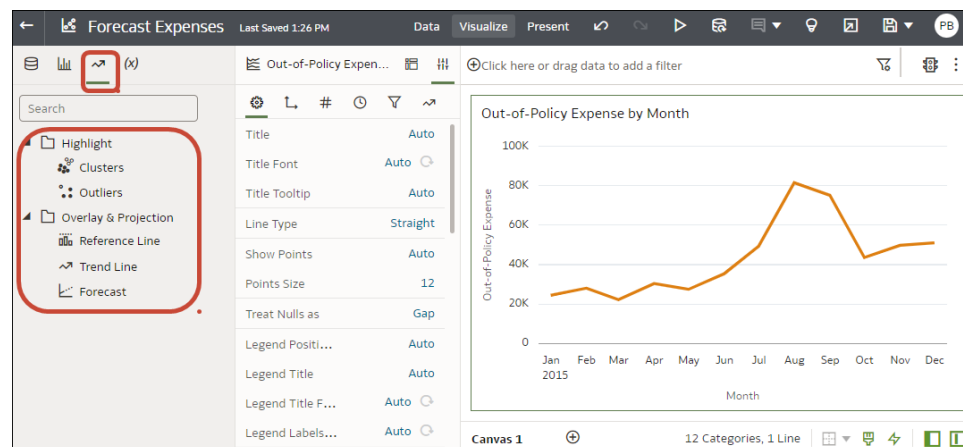 Forecast Expenses Last Saved 1:26 PM Data Visualize Present PB
(x) Out-of-Policy Expen... Click here or drag data to add a filter
Search
Highlight
Clusters
Outliers
Overlay & Projection
Reference Line
Trend Line
Forecast
#
Title Auto
Title Font Auto
Title Tooltip Auto
Line Type Straight
Show Points Auto
Points Size 12
Treat Nulls as Gap
Legend Positi... Auto
Legend Title Auto
Legend Title F... Auto
Legend Labels... Auto
Out-of-Policy Expense by Month
Out-of-Policy Expense
100K
80K
60K
40K
20K
0
Jan Feb Mar Apr May Jun Jul Aug Sep Oct Nov Dec
2015
Month
Canvas 1 12 Categories, 1 Line